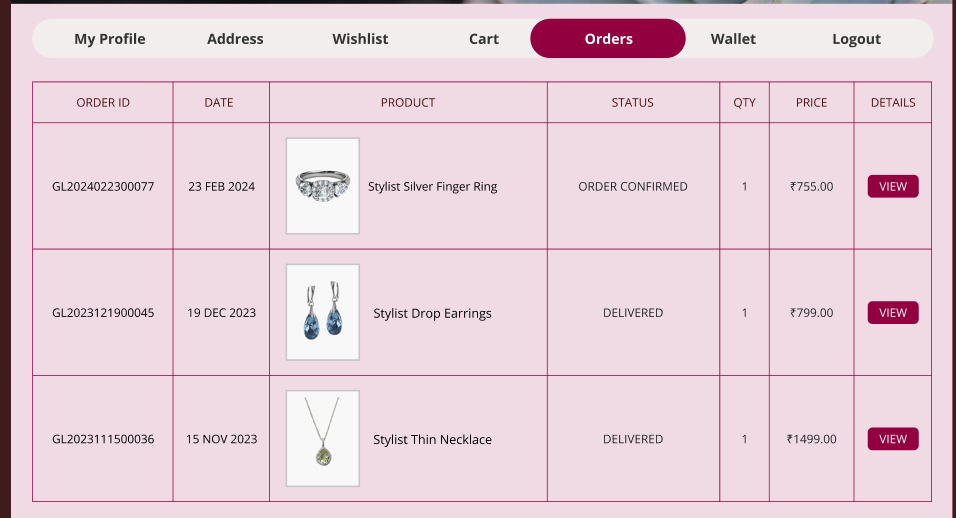 My Profile Address Wishlist Cart Orders Wallet Logout
ORDER ID DATE PRODUCT STATUS QTY PRICE DETAILS
GL2024022300077 23 FEB 2024 Stylist Silver Finger Ring ORDER CONFIRMED 1 ₹755.00 VIEW
GL2023121900045 19 DEC 2023 Stylist Drop Earrings DELIVERED 1 ₹799.00 VIEW
GL2023111500036 15 NOV 2023 Stylist Thin Necklace DELIVERED 1 ₹1499.00 VIEW